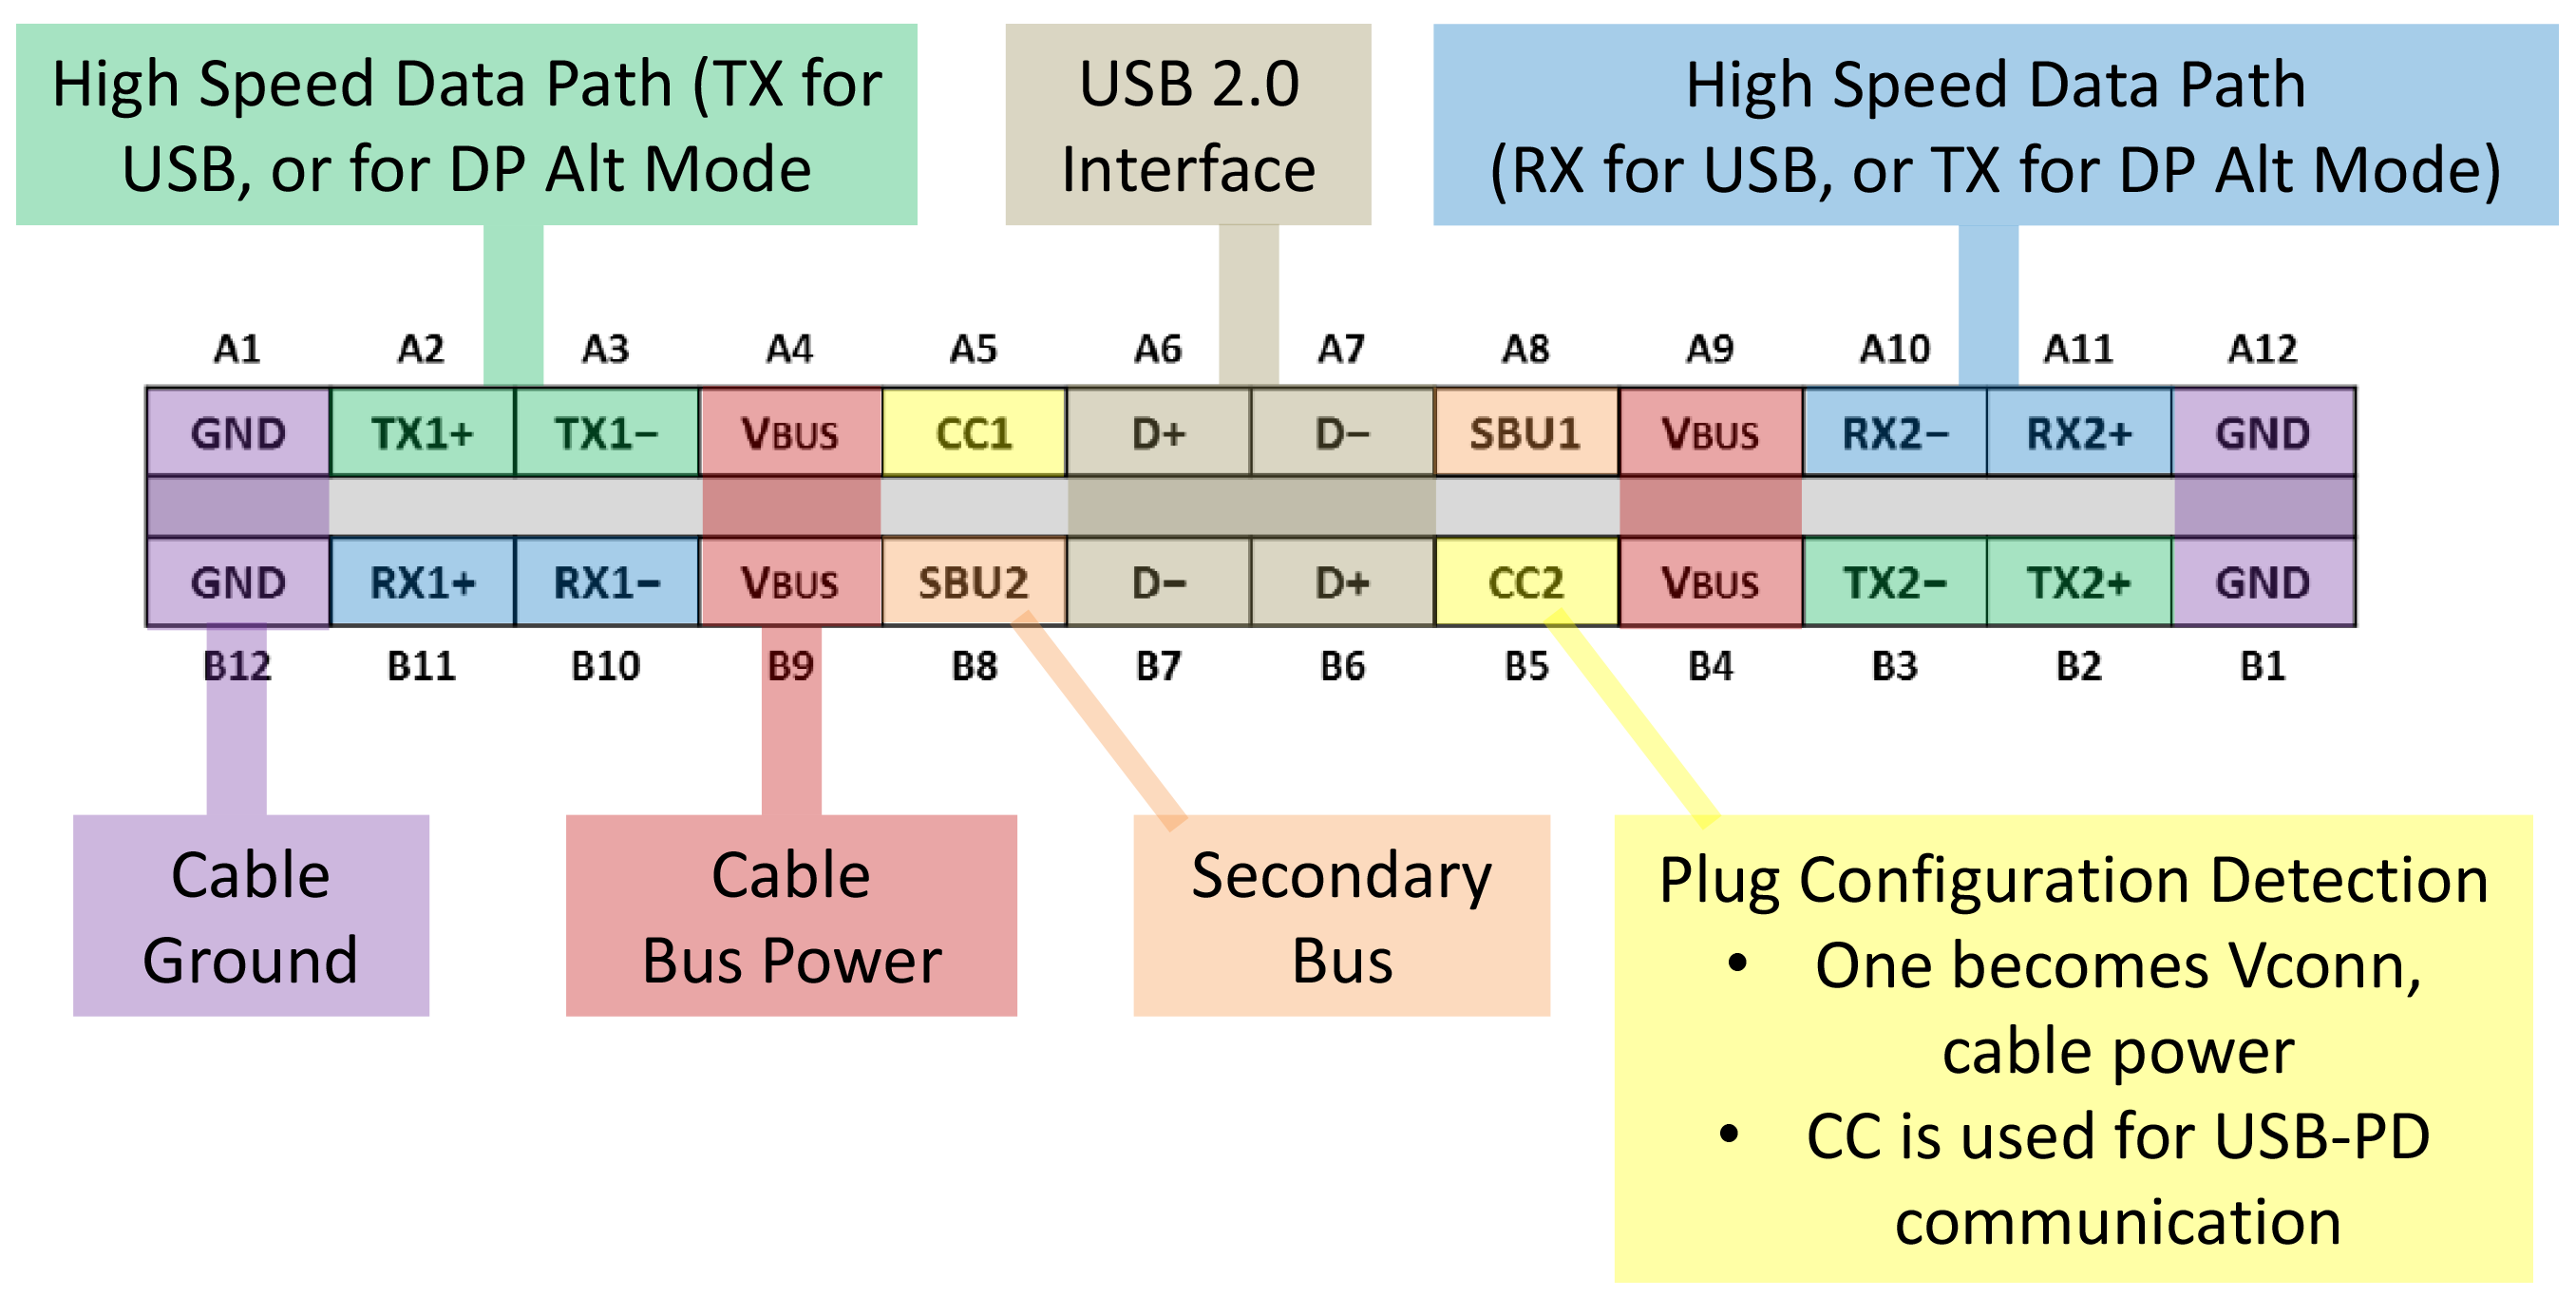 High Speed Data Path (TX for
USB, or for DP Alt Mode
USB 2.0
Interface
High Speed Data Path
(RX for USB, or TX for DP Alt Mode)
A1 A2 A3 A4 A5 A6 A7 A8 A9 A10 A11 A12
GND TX1+ TX1− VBUS CC1 D+ D− SBU1 VBUS RX2− RX2+ GND
GND RX1+ RX1− VBUS SBU2 D− D+ CC2 VBUS TX2− TX2+ GND
B12 B11 B10 B9 B8 B7 B6 B5 B4 B3 B2 B1
Cable
Ground
Cable
Bus Power
Secondary
Bus
Plug Configuration Detection
• One becomes Vconn,
cable power
• CC is used for USB-PD
communication